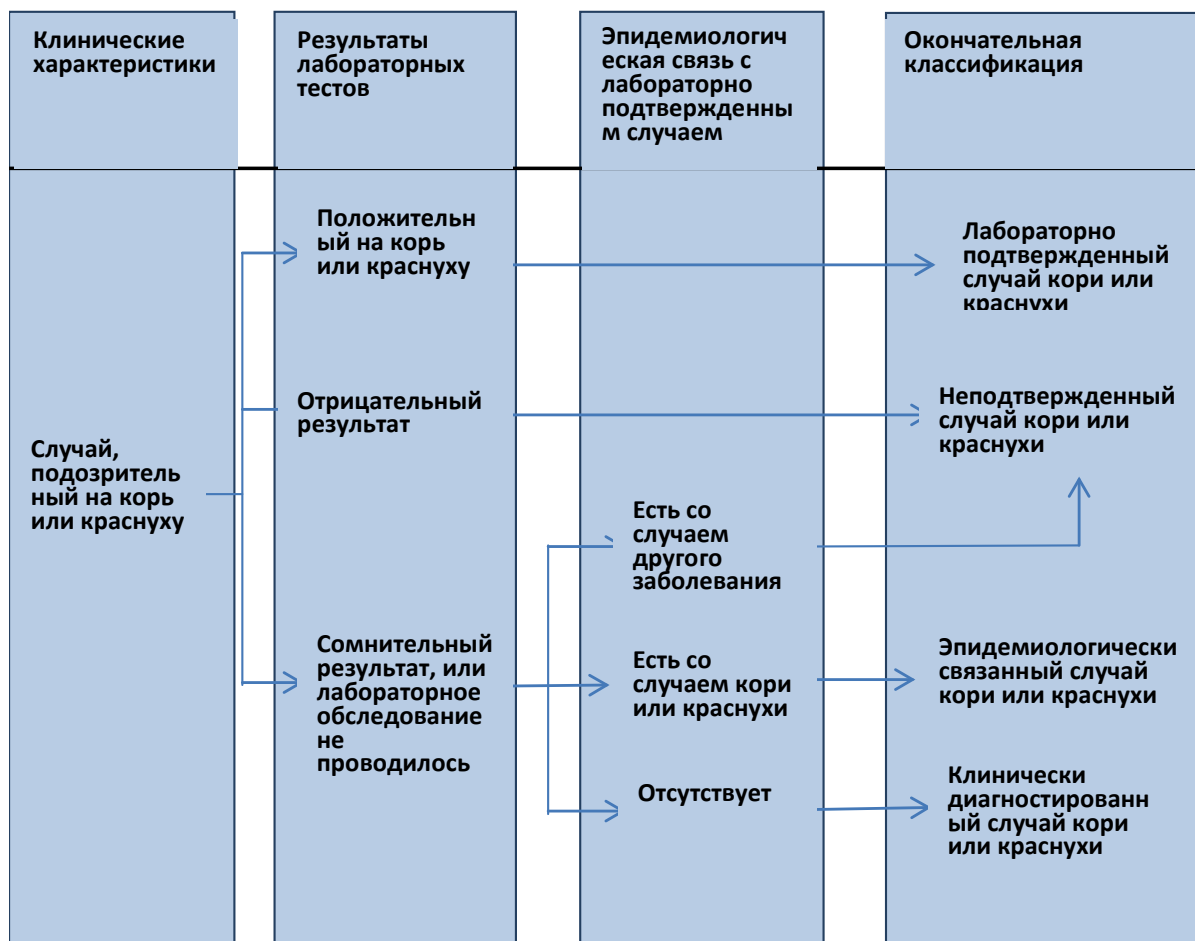 Клинические
характеристики
Результаты
лабораторных
тестов
Эпидемиологич
еская связь с
лабораторно
подтвержденны
м случаем
Окончательная
классификация
Случай,
подозритель
ный на корь
или краснуху
Положительн
ый на корь
или краснуху
Отрицательный
результат
Сомнительный
результат, или
лабораторное
обследование
не
проводилось
Есть со
случаем
другого
заболевания
Есть со
случаем кори
или краснухи
Отсутствует
Лабораторно
подтвержденный
случай кори или
краснухи
Неподтвержденный
случай кори или
краснухи
Эпидемиологически
связанный случай
кори или краснухи
Клинически
диагностированн
ый случай кори
или краснухи